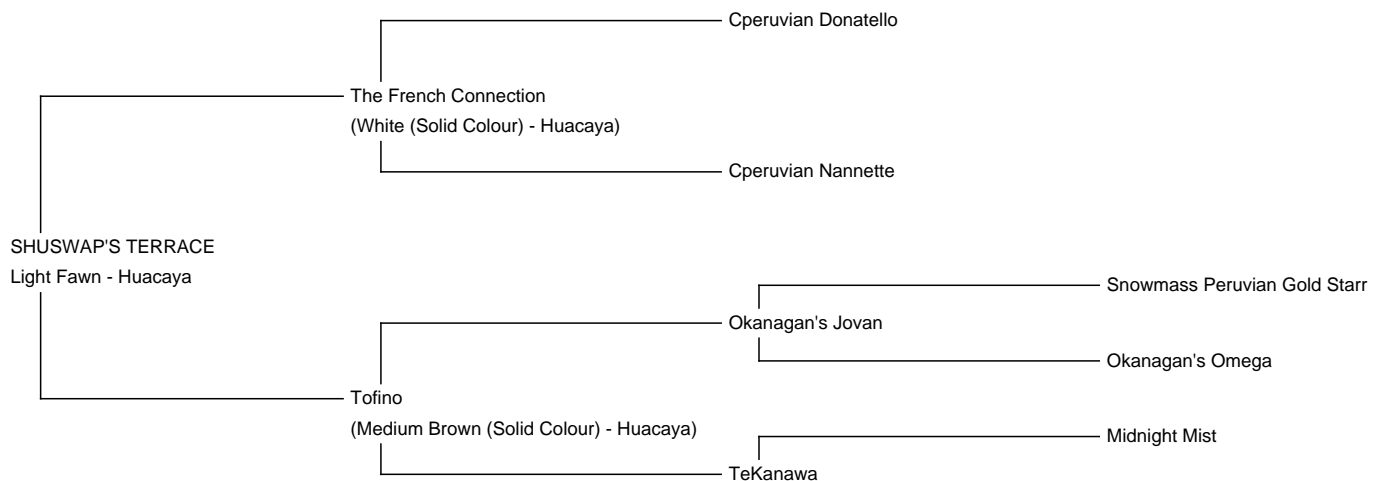 Cperuvian Donatello
The French Connection
(White (Solid Colour) - Huacaya)
Cperuvian Nannette
SHUSWAP'S TERRACE
Light Fawn - Huacaya
Snowmass Peruvian Gold Starr
Okanagan's Jovan
Okanagan's Omega
Tofino
(Medium Brown (Solid Colour) - Huacaya)
Midnight Mist
TeKanawa